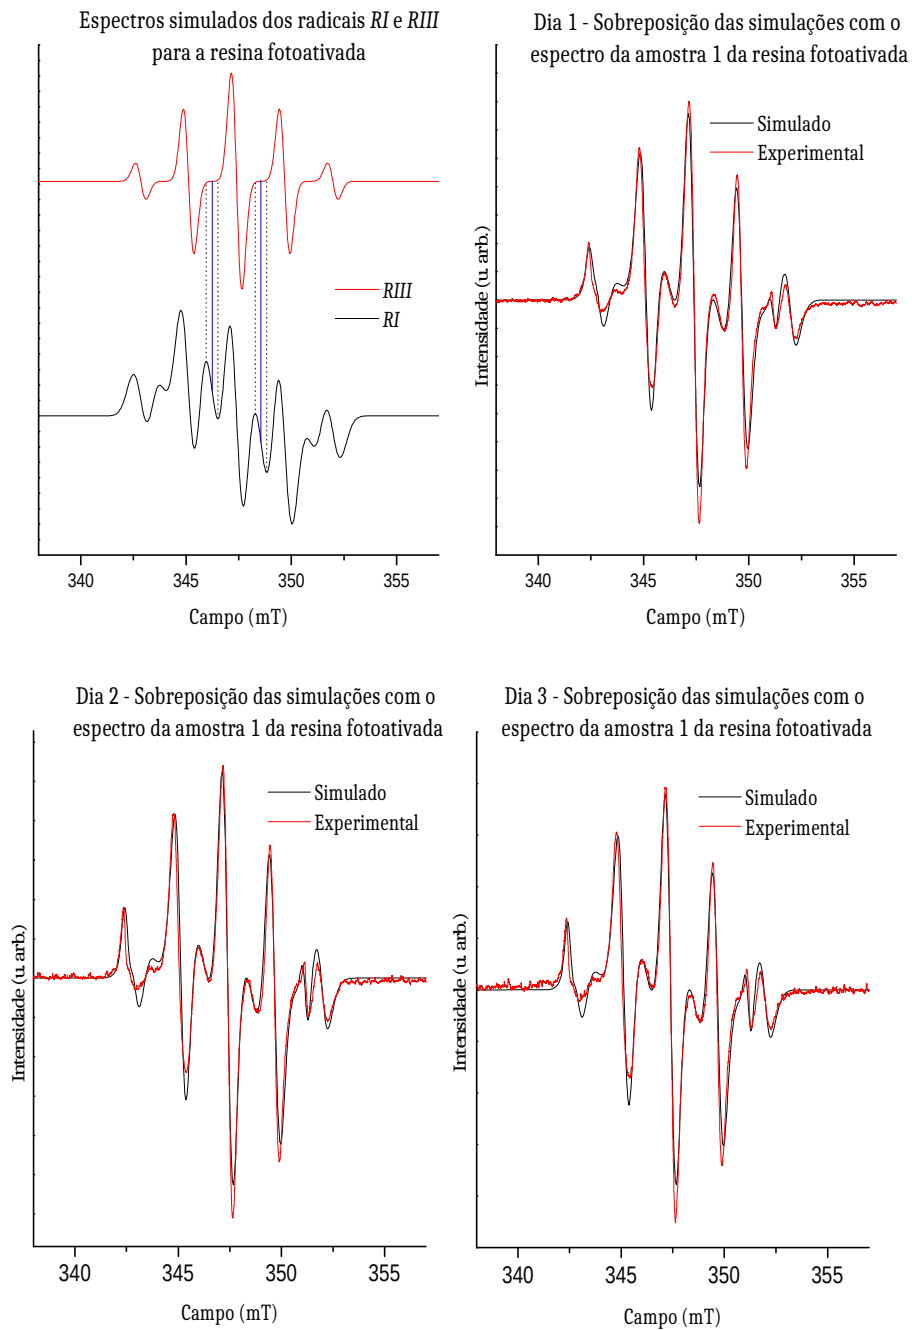 Espectros simulados dos radicais RI e RIII
para a resina fotoativada
RIII
RI
340 345 350 355
Campo (mT)
Dia 1 - Sobreposição das simulações com o
espectro da amostra 1 da resina fotoativada
Simulado
Experimental
Intensidade (u. arb.)
340 345 350 355
Campo (mT)
Dia 2 - Sobreposição das simulações com o
espectro da amostra 1 da resina fotoativada
Simulado
Experimental
Intensidade (u. arb.)
340 345 350 355
Campo (mT)
Dia 3 - Sobreposição das simulações com o
espectro da amostra 1 da resina fotoativada
Simulado
Experimental
Intensidade (u. arb.)
340 345 350 355
Campo (mT)